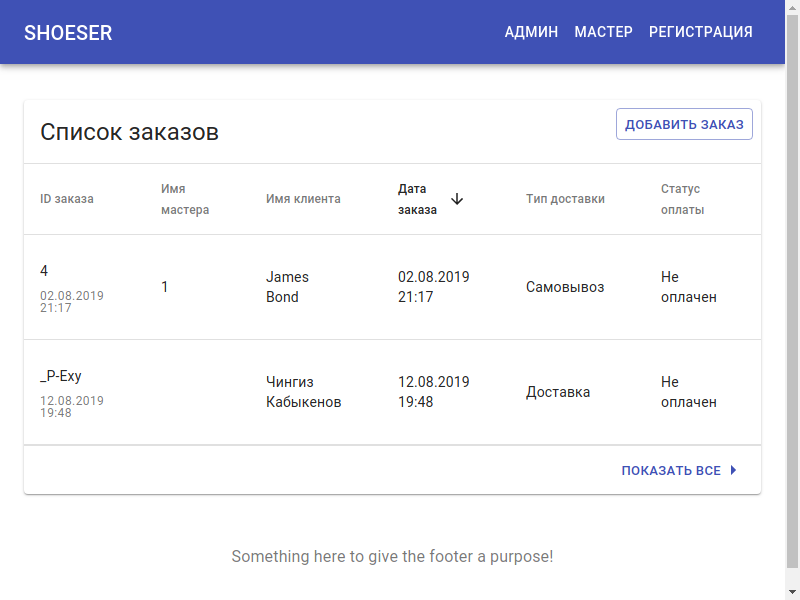 SHOESER АДМИН МАСТЕР РЕГИСТРАЦИЯ
Список заказов ДОБАВИТЬ ЗАКАЗ
ID заказа Имя мастера Имя клиента Дата заказа Тип доставки Статус оплаты
4
02.08.2019
21:17
1
James
Bond
02.08.2019
21:17
Самовывоз
Не
оплачен
_P-Exy
12.08.2019
19:48
Чингиз
Кабыкенов
12.08.2019
19:48
Доставка
Не
оплачен
ПОКАЗАТЬ ВСЕ
Something here to give the footer a purpose!